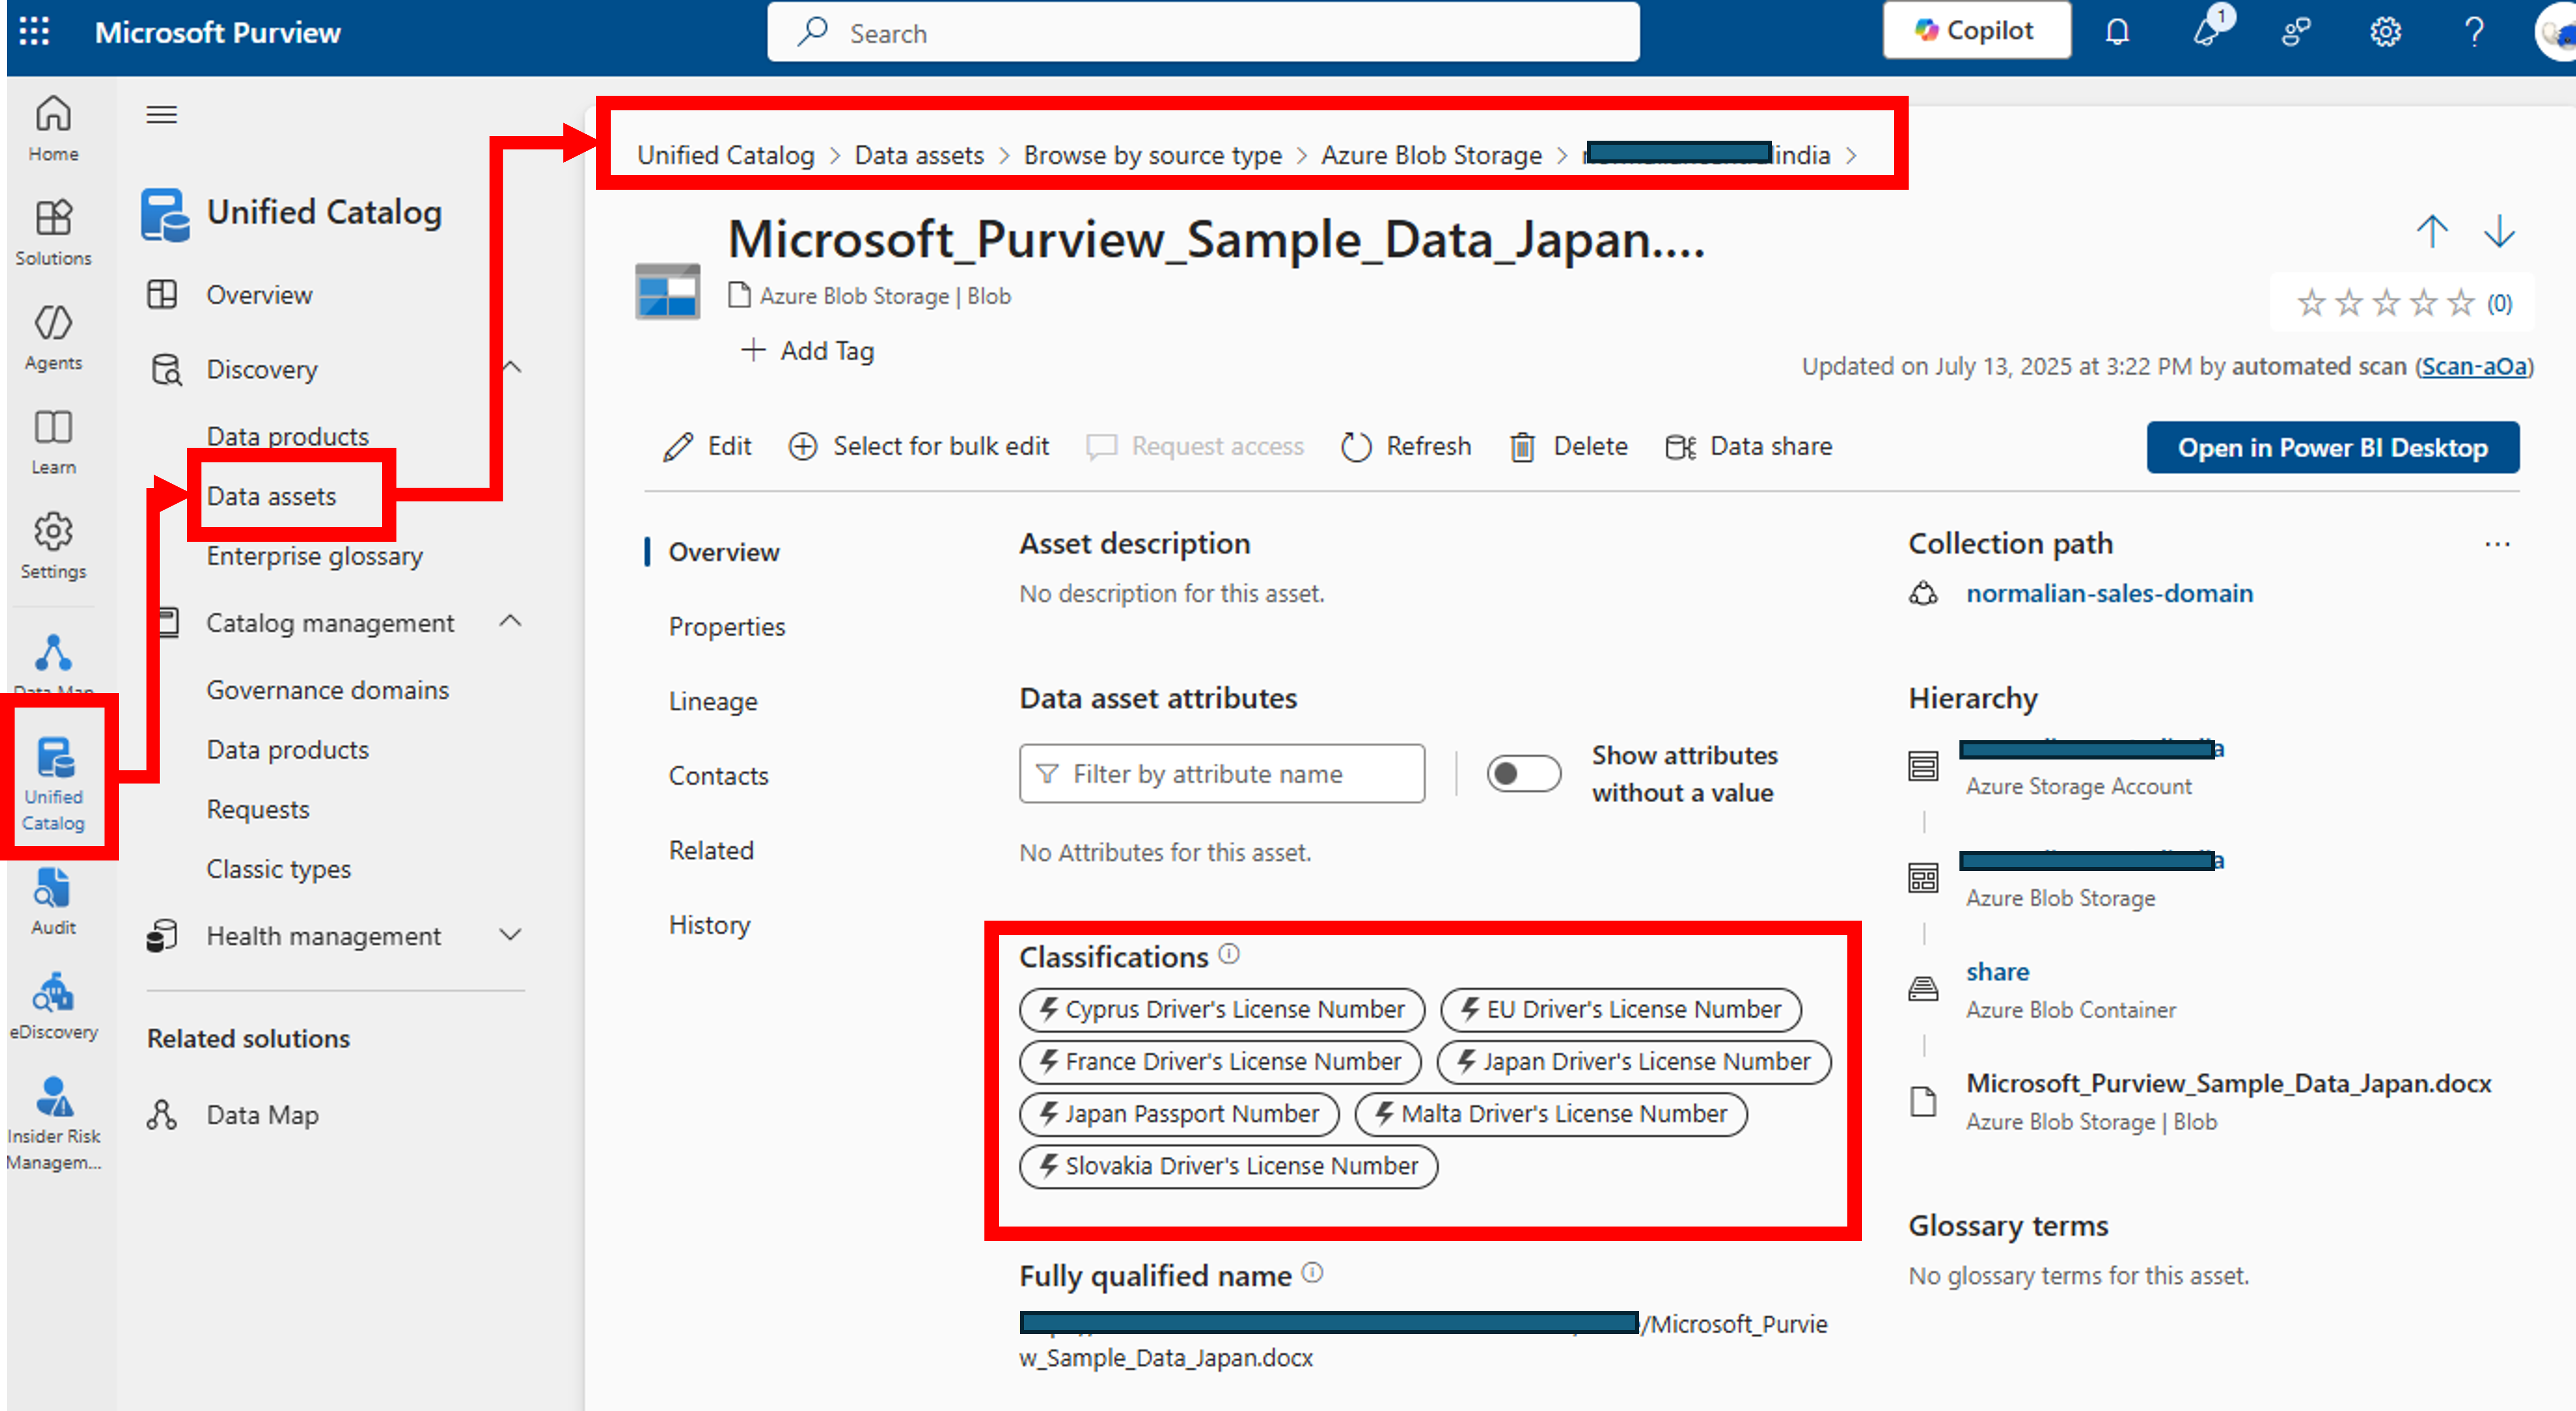 Microsoft Purview
Search
Copilot
1
Home
Solutions
Agents
Learn
Settings
Data Map
Unified
Catalog
Audit
eDiscovery
Insider Risk
Managem...
Unified Catalog
Overview
Discovery
Data products
Data assets
Enterprise glossary
Catalog management
Governance domains
Data products
Requests
Classic types
Health management
Related solutions
Data Map
Unified Catalog > Data assets > Browse by source type > Azure Blob Storage > india >
Microsoft_Purview_Sample_Data_Japan....
Azure Blob Storage | Blob
Add Tag
(0)
Updated on July 13, 2025 at 3:22 PM by automated scan (Scan-aOa)
Edit
Select for bulk edit
Request access
Refresh
Delete
Data share
Open in Power BI Desktop
Overview
Properties
Lineage
Contacts
Related
History
Asset description
No description for this asset.
Data asset attributes
Filter by attribute name
Show attributes
without a value
No Attributes for this asset.
Classifications
Cyprus Driver's License Number
EU Driver's License Number
France Driver's License Number
Japan Driver's License Number
Japan Passport Number
Malta Driver's License Number
Slovakia Driver's License Number
Fully qualified name
/Microsoft_Purvie
w_Sample_Data_Japan.docx
Collection path
...
normalian-sales-domain
Hierarchy
Azure Storage Account
Azure Blob Storage
share
Azure Blob Container
Microsoft_Purview_Sample_Data_Japan.docx
Azure Blob Storage | Blob
Glossary terms
No glossary terms for this asset.